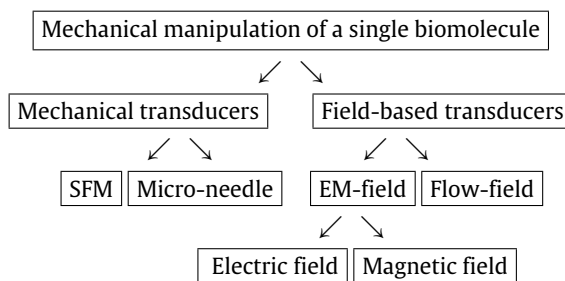 Mechanical manipulation of a single biomolecule
Mechanical transducers
Field-based transducers
SFM
Micro-needle
EM-field
Flow-field
Electric field
Magnetic field